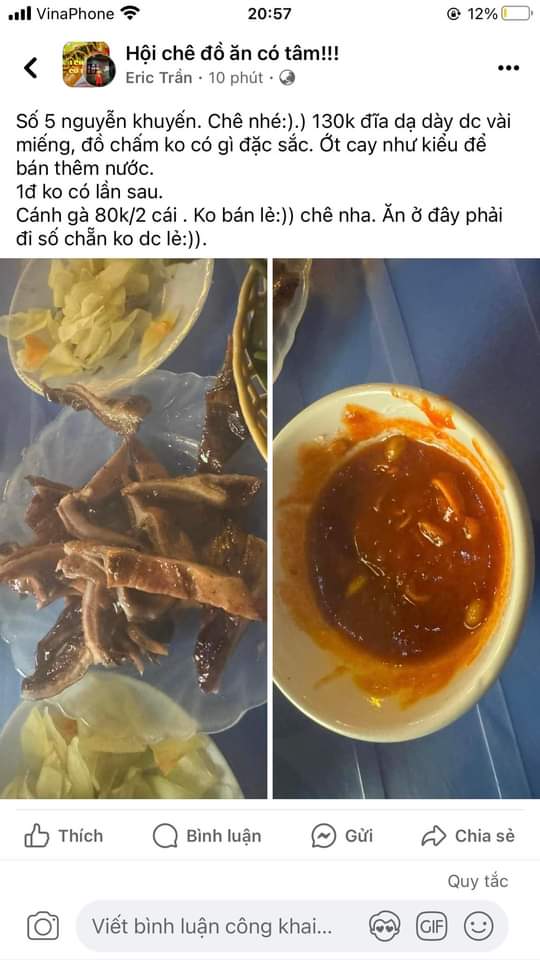 VinaPhone 20:57 12%
Hội chê đồ ăn có tâm!!!
Eric Trần · 10 phút ·
Số 5 nguyễn khuyến. Chê nhé:).) 130k đĩa dạ dày dc vài
miếng, đồ chấm ko có gì đặc sắc. Ớt cay như kiểu để
bán thêm nước.
1đ ko có lần sau.
Cánh gà 80k/2 cái . Ko bán lẻ:)) chê nha. Ăn ở đây phải
đi số chẵn ko dc lẻ:)).
Thích Bình luận Gửi Chia sẻ
Quy tắc
Viết bình luận công khai... GIF